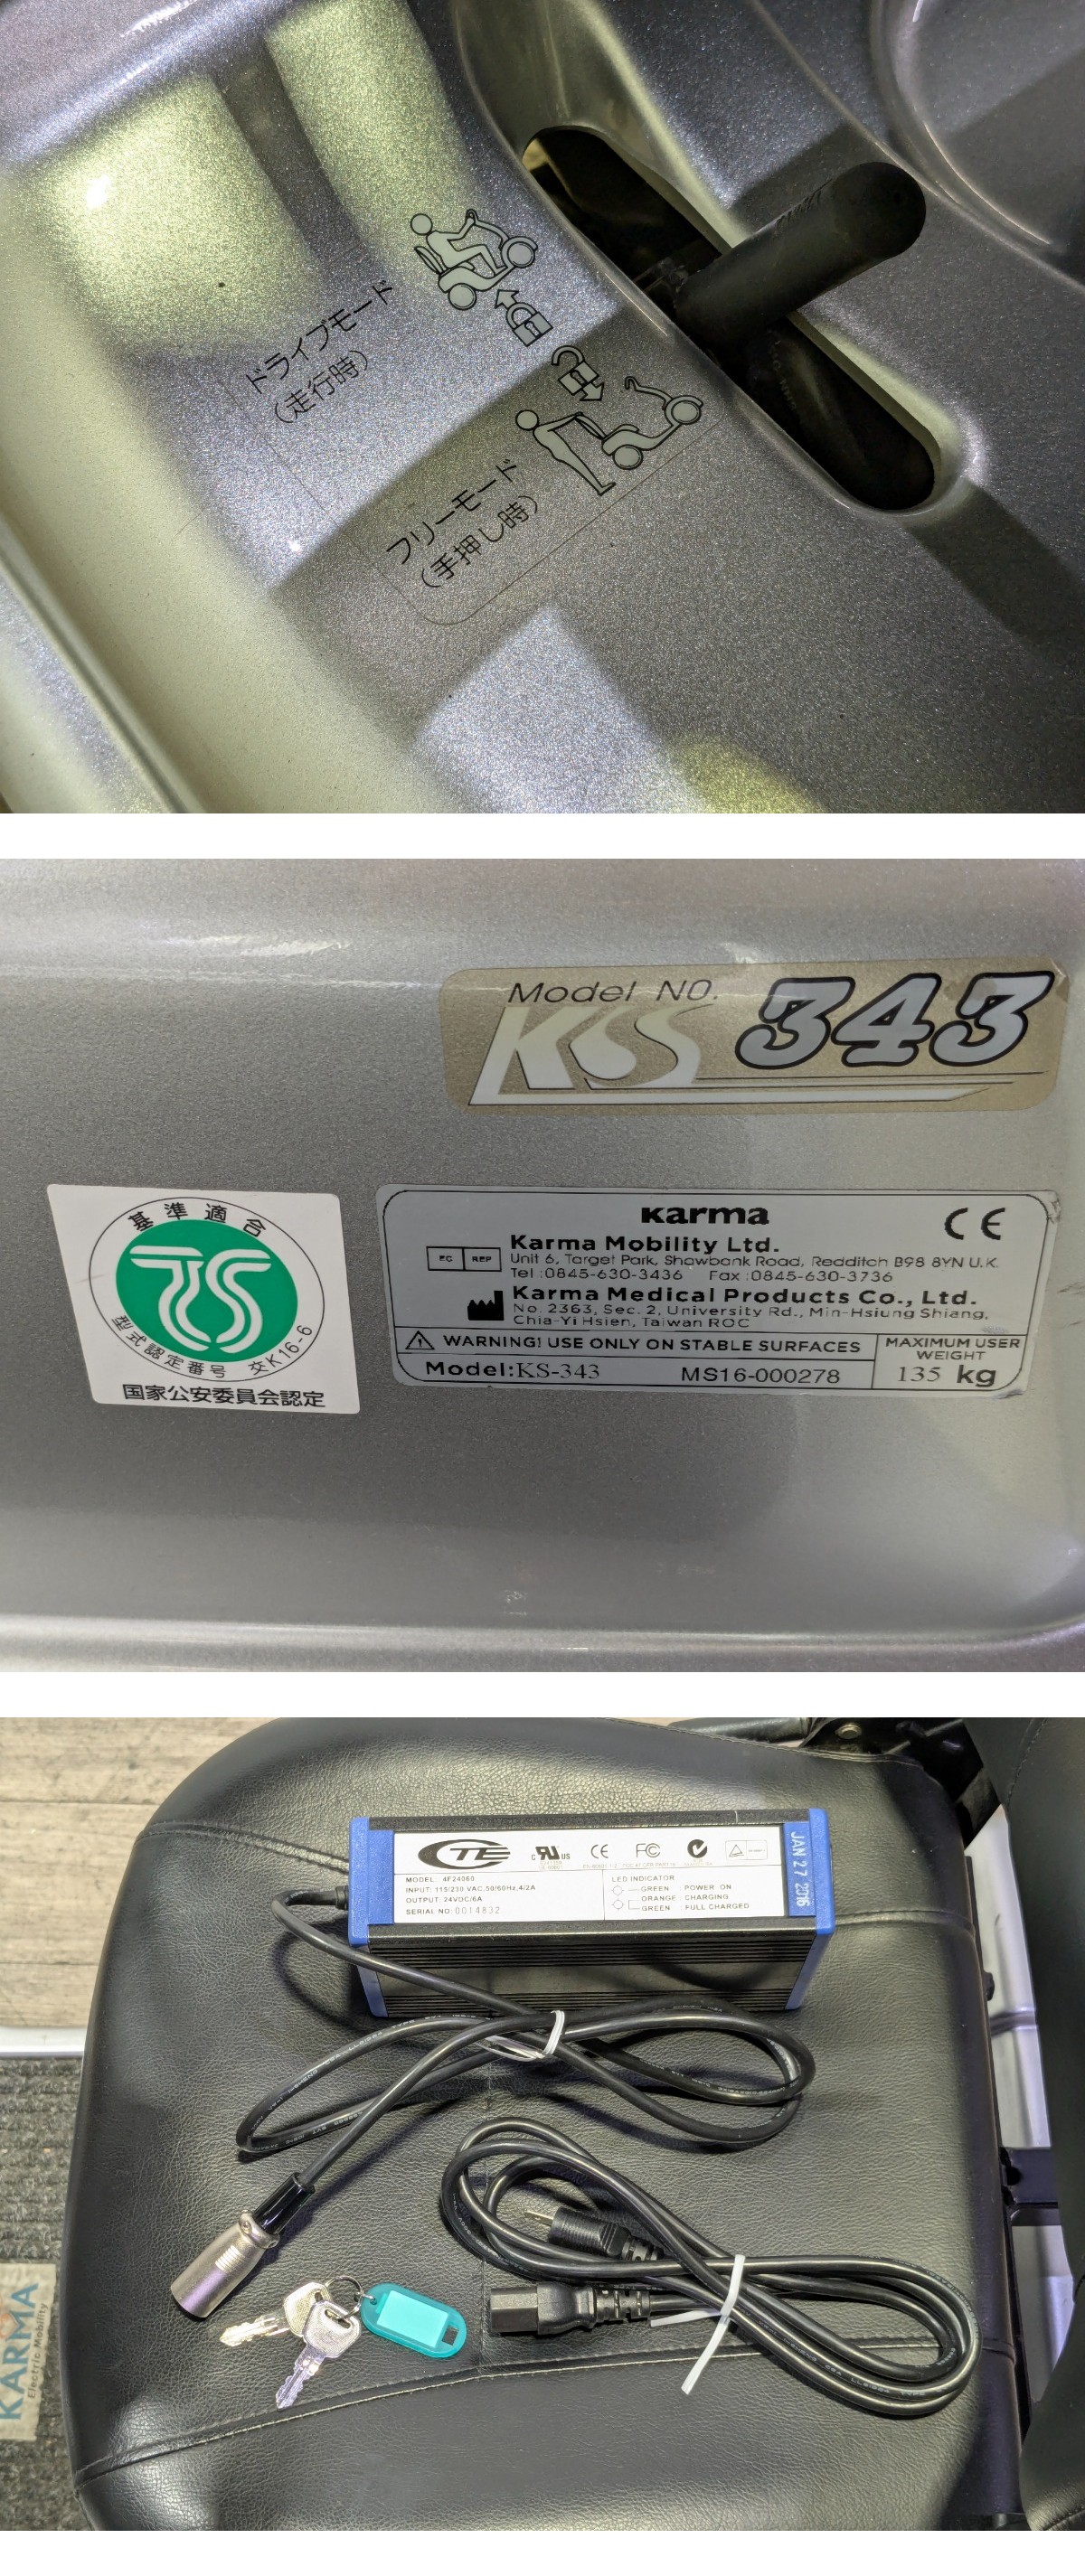 ドライブモード
(走行時)
フリーモード
(手押し時)
Model NO.
KS 343
基準適合
TS
型式認定番号 交K16-6
国家公安委員会認定
karma
CE
EC REP
Karma Mobility Ltd.
Unit 6, Target Park, Shawbank Road, Redditch B98 8YN U.K.
Tel :0845-630-3436 Fax :0845-630-3736
Karma Medical Products Co., Ltd.
No. 2363, Sec. 2, University Rd., Min-Hsiung Shiang,
Chia-Yi Hsien, Taiwan ROC
WARNING! USE ONLY ON STABLE SURFACES
MAXIMUM USER
WEIGHT
135 kg
Model:KS-343 MS16-000278
CTE
c US
CE
FC
MODEL: 4F24060
INPUT: 115/230 VAC,50/60Hz,4/2A
OUTPUT: 24VDC/6A
SERIAL NO: 0014832
LED INDICATOR
GREEN : POWER ON
ORANGE : CHARGING
GREEN : FULL CHARGED
JAN 27 2016
KARMA
Electric Mobility